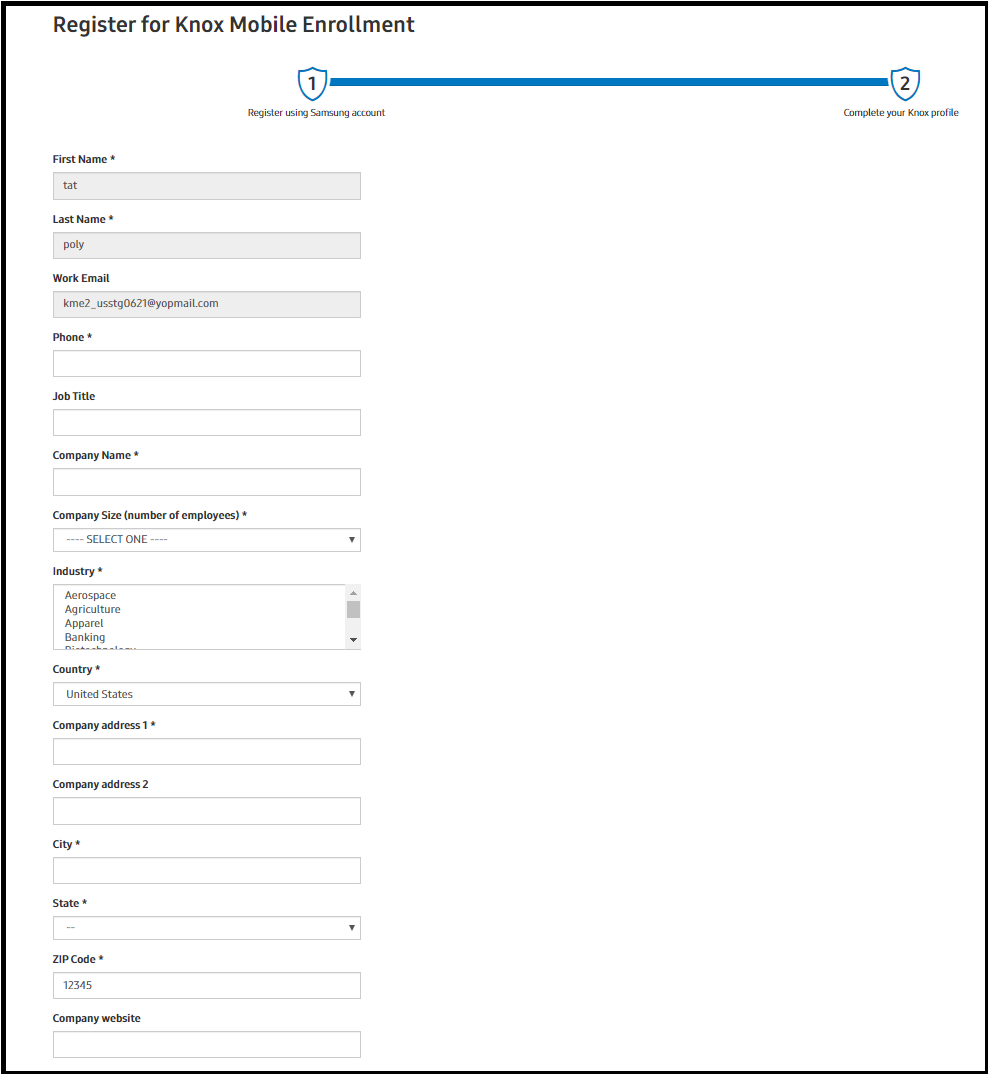 Register for Knox Mobile Enrollment
1
2
Register using Samsung account
Complete your Knox profile
First Name *
tat
Last Name *
poly
Work Email
kme2_usstg0621@yopmail.com
Phone *
Job Title
Company Name *
Company Size (number of employees) *
---- SELECT ONE ----
Industry *
Aerospace
Agriculture
Apparel
Banking
Country *
United States
Company address 1 *
Company address 2
City *
State *
--
ZIP Code *
12345
Company website